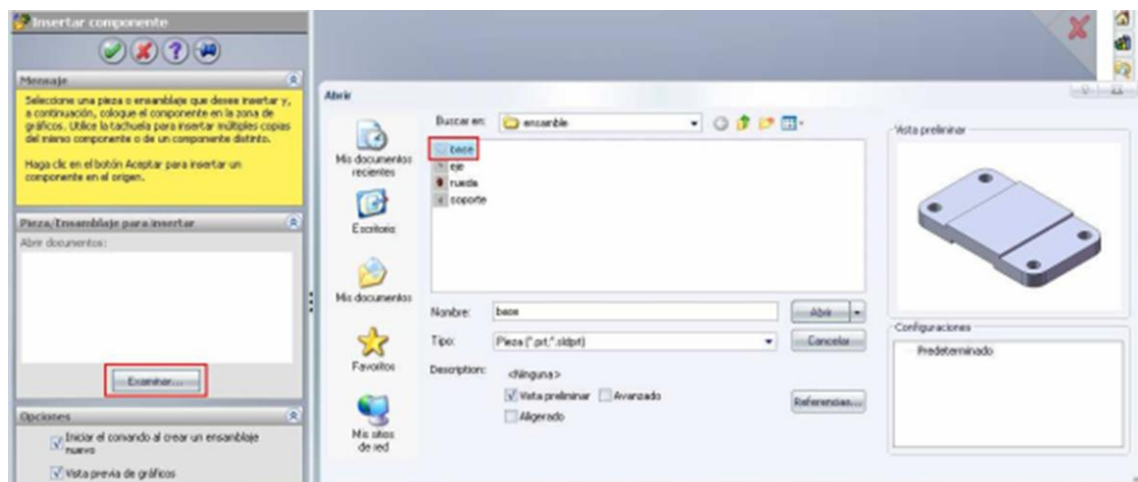 Insertar componente
Mensaje
Seleccione una pieza o ensamblaje que desee insertar y,
a continuación, coloque el componente en la zona de
gráficos. Utilice la tachuela para insertar múltiples copias
del mismo componente o de un componente distinto.
Haga clic en el botón Aceptar para insertar un
componente en el origen.
Pieza/Ensamblaje para insertar
Abrir documentos:
Examinar...
Opciones
Iniciar el comando al crear un ensamblaje
nuevo
Vista previa de gráficos
Abrir
Buscar en:
ensamble
Mis documentos
recientes
Escritorio
Mis documentos
Favoritos
Mis sitios
de red
base
eje
rueda
soporte
Nombre:
base
Abrir
Tipo:
Pieza (*.prt;*.sldprt)
Cancelar
Description:
<Ninguna>
Vista preliminar
Avanzado
Aligerado
Referencias...
Vista preliminar
Configuraciones
Predeterminado